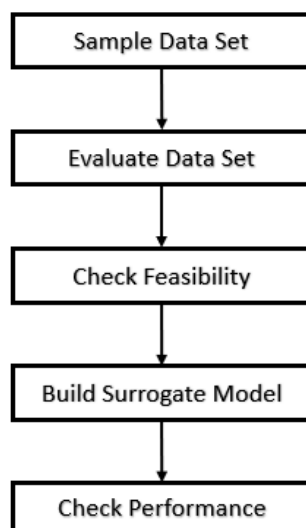 Sample Data Set
Evaluate Data Set
Check Feasibility
Build Surrogate Model
Check Performance